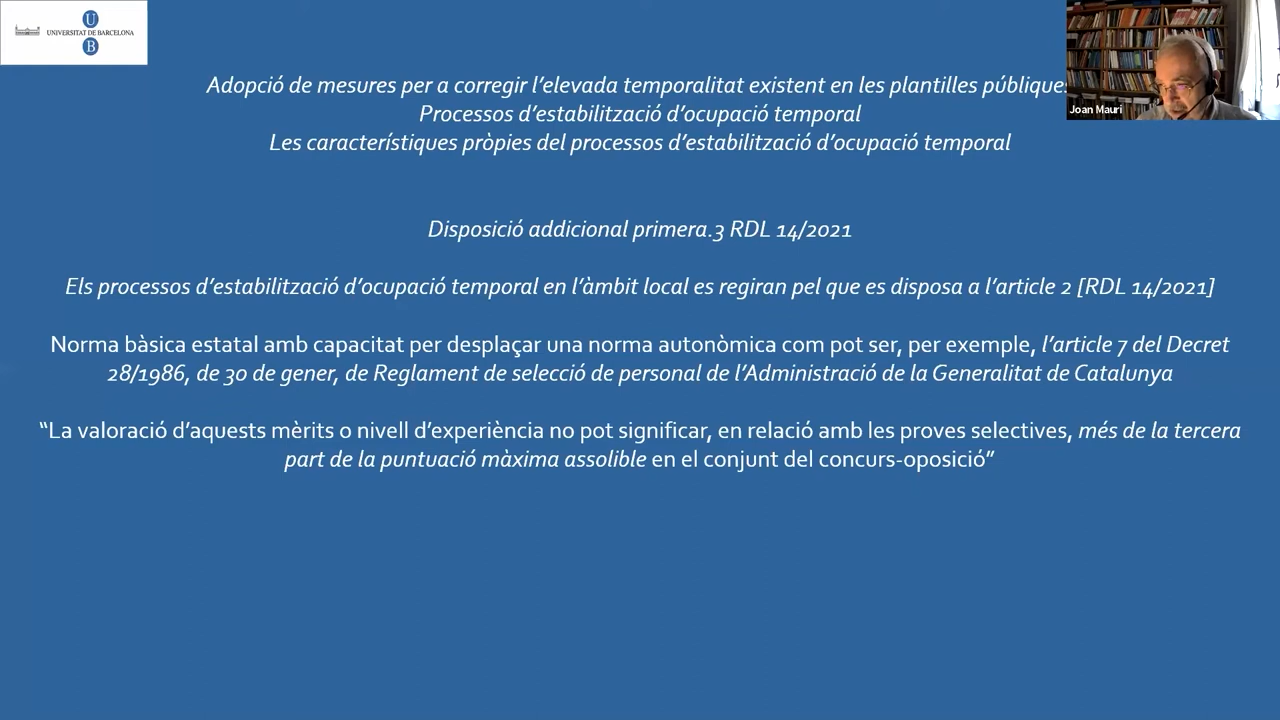 U
UNIVERSITAT DE BARCELONA
B
Joan Mauri
Adopció de mesures per a corregir l’elevada temporalitat existent en les plantilles públiques
Processos d’estabilització d’ocupació temporal
Les característiques pròpies del processos d’estabilització d’ocupació temporal
Disposició addicional primera.3 RDL 14/2021
Els processos d’estabilització d’ocupació temporal en l’àmbit local es regiran pel que es disposa a l’article 2 [RDL 14/2021]
Norma bàsica estatal amb capacitat per desplaçar una norma autonòmica com pot ser, per exemple, l’article 7 del Decret
28/1986, de 30 de gener, de Reglament de selecció de personal de l’Administració de la Generalitat de Catalunya
“La valoració d’aquests mèrits o nivell d’experiència no pot significar, en relació amb les proves selectives, més de la tercera
part de la puntuació màxima assolible en el conjunt del concurs-oposició”